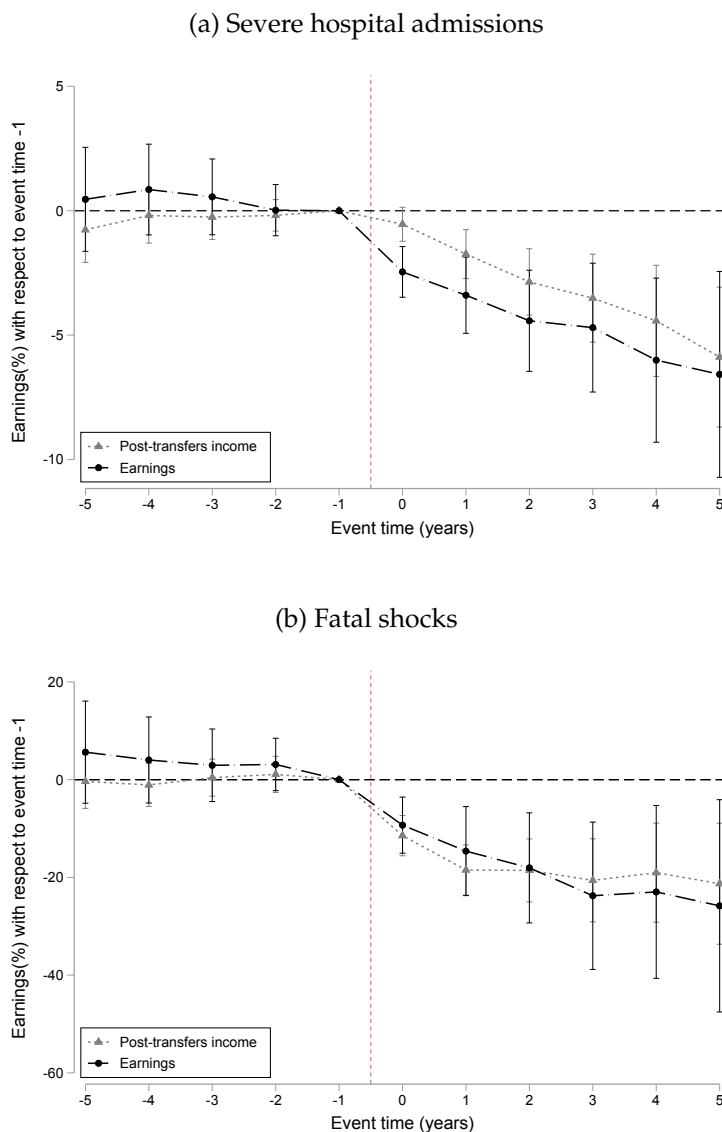 (a) Severe hospital admissions
Earnings(%) with respect to event time -1
5
0
-5
-10
Post-transfers income
Earnings
-5 -4 -3 -2 -1 0 1 2 3 4 5
Event time (years)
(b) Fatal shocks
Earnings(%) with respect to event time -1
20
0
-20
-40
-60
Post-transfers income
Earnings
-5 -4 -3 -2 -1 0 1 2 3 4 5
Event time (years)